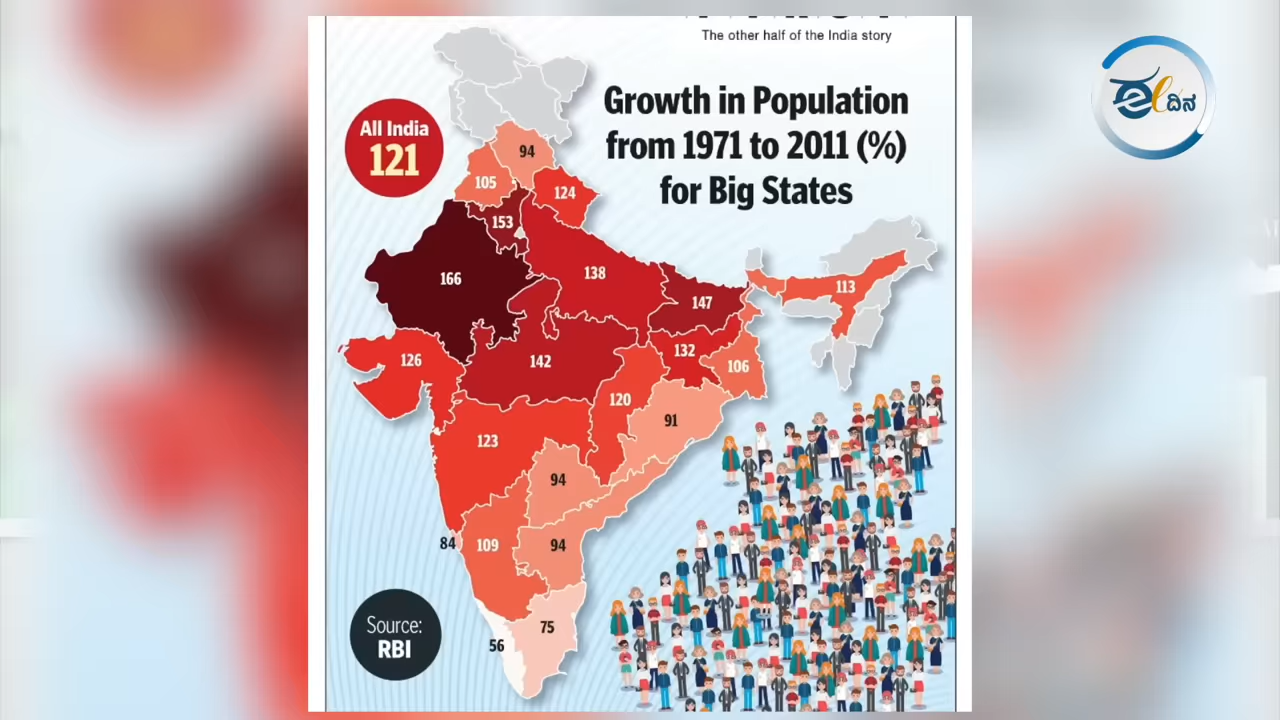 The other half of the India story
ಈ ದಿನ
Growth in Population
from 1971 to 2011 (%)
for Big States
All India
121
94
105
124
153
166
138
113
147
126
142
132
106
120
91
123
94
84
109
94
75
56
Source:
RBI